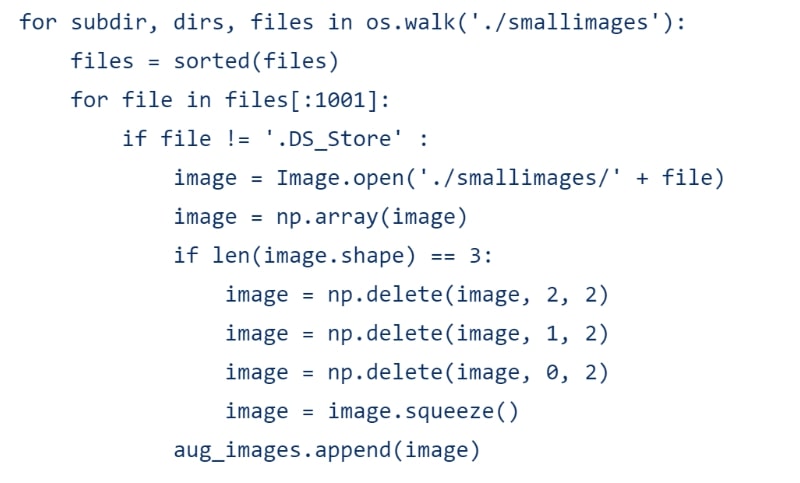 for subdir, dirs, files in os.walk('./smallimages'):
    files = sorted(files)
    for file in files[:1001]:
        if file != '.DS_Store' :
            image = Image.open('./smallimages/' + file)
            image = np.array(image)
            if len(image.shape) == 3:
                image = np.delete(image, 2, 2)
                image = np.delete(image, 1, 2)
                image = np.delete(image, 0, 2)
                image = image.squeeze()
            aug_images.append(image)